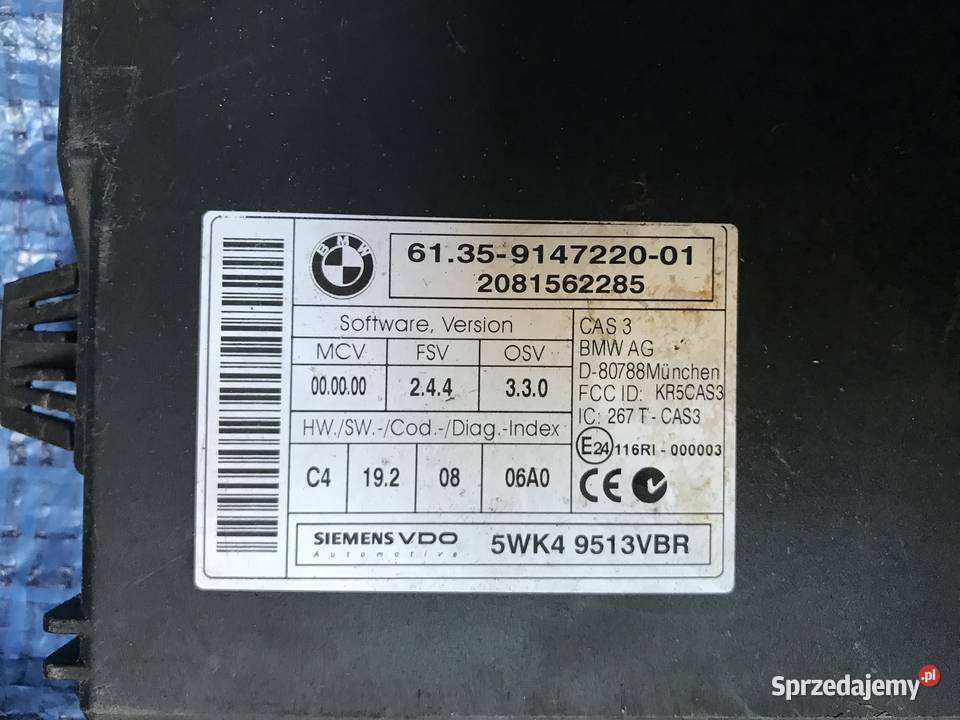 BMW
61.35-9147220-01
2081562285
Software, Version
MCV FSV OSV
00.00.00 2.4.4 3.3.0
HW./SW.-/Cod.-/Diag.-Index
C4 19.2 08 06A0
CAS 3
BMW AG
D-80788München
FCC ID: KR5CAS3
IC: 267 T - CAS3
E24 116RI - 000003
CE
SIEMENS VDO
Automotive
5WK4 9513VBR
Sprzedajemy.pl